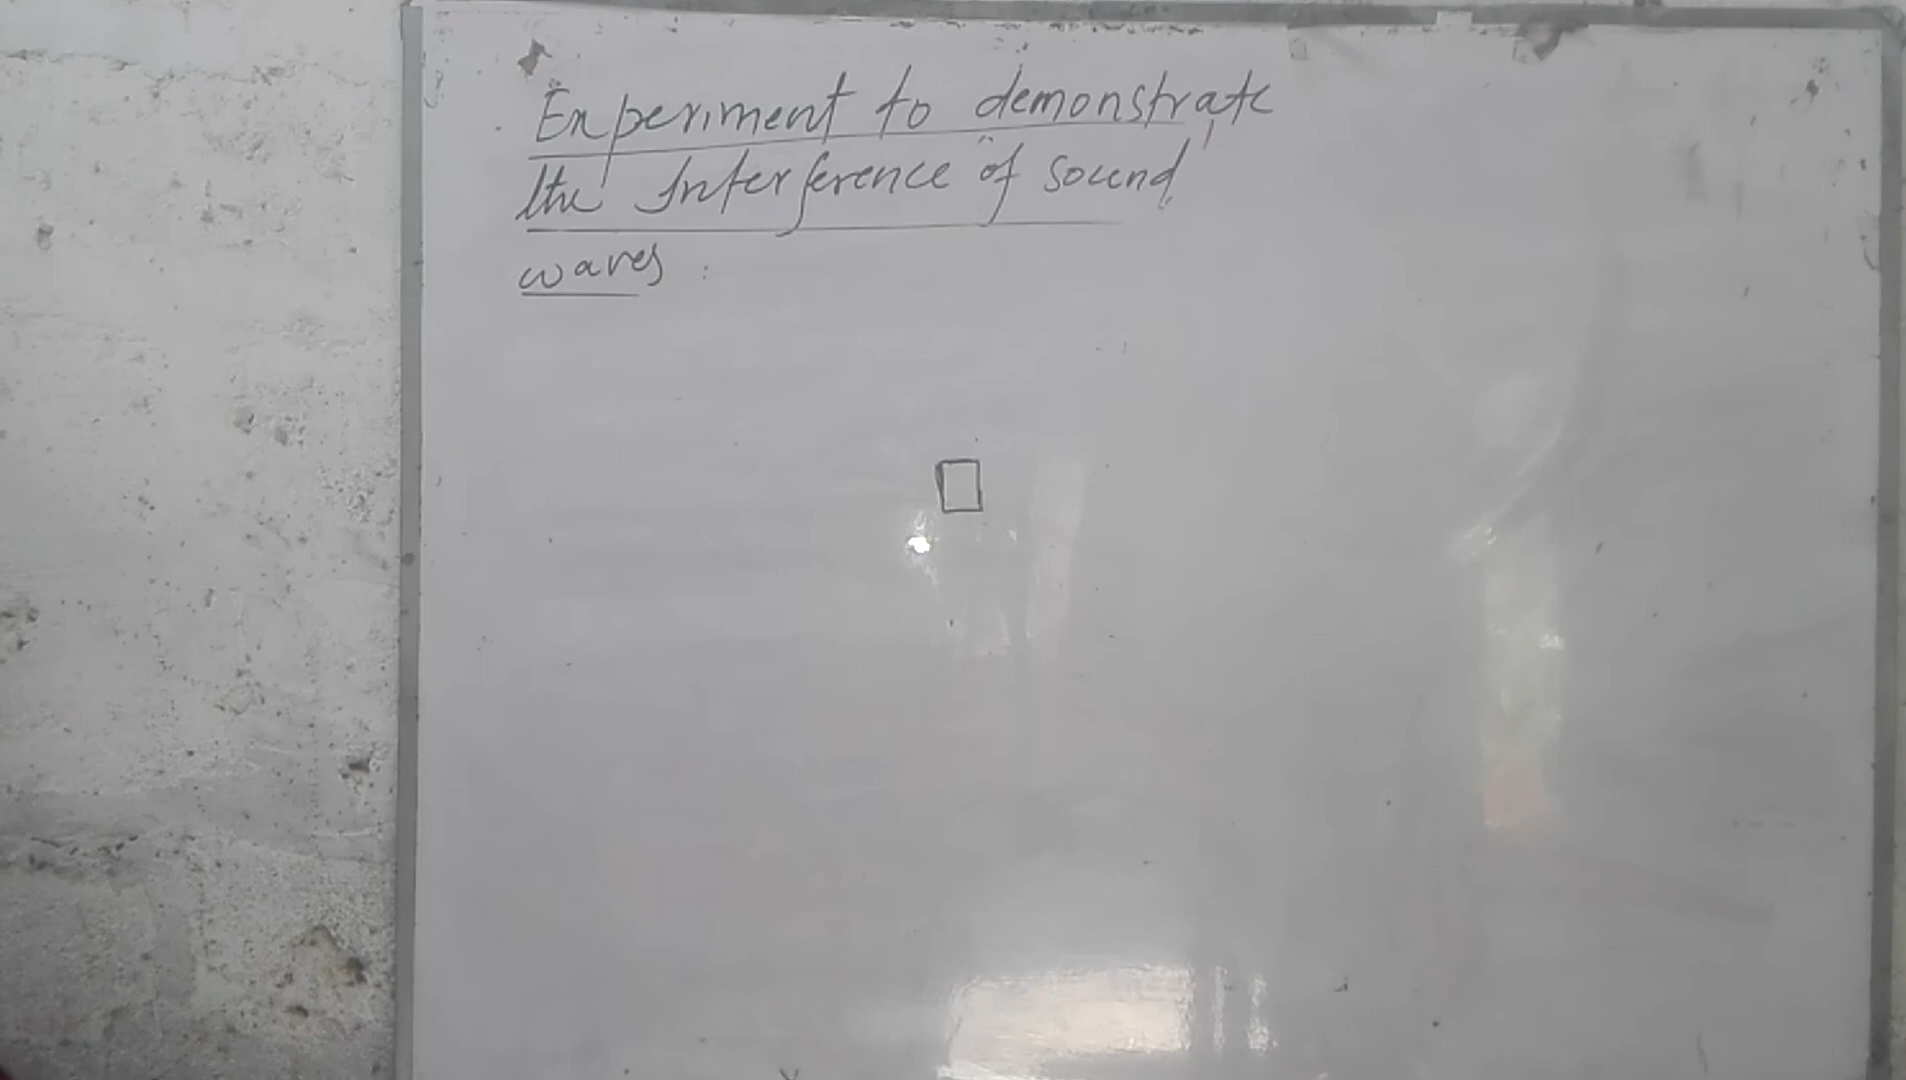 Experiment to demonstrate
the Interference of sound
waves :